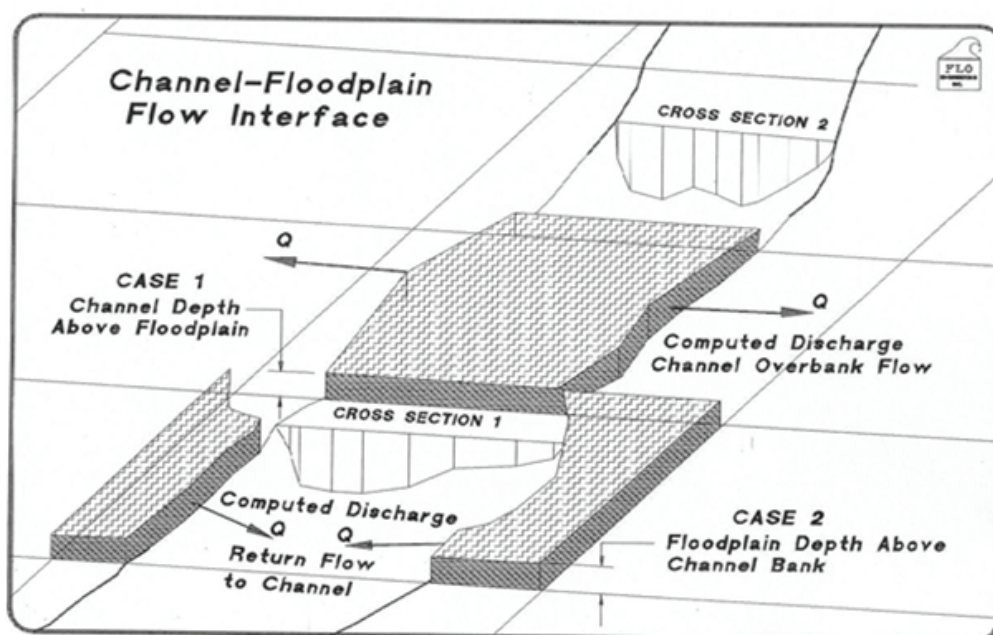 Channel-Floodplain
Flow Interface
FLO
CROSS SECTION 2
Q
CASE 1
Channel Depth
Above Floodplain
Q
Computed Discharge
Channel Overbank Flow
CROSS SECTION 1
Computed Discharge
Q
Q
Return Flow
to Channel
CASE 2
Floodplain Depth Above
Channel Bank